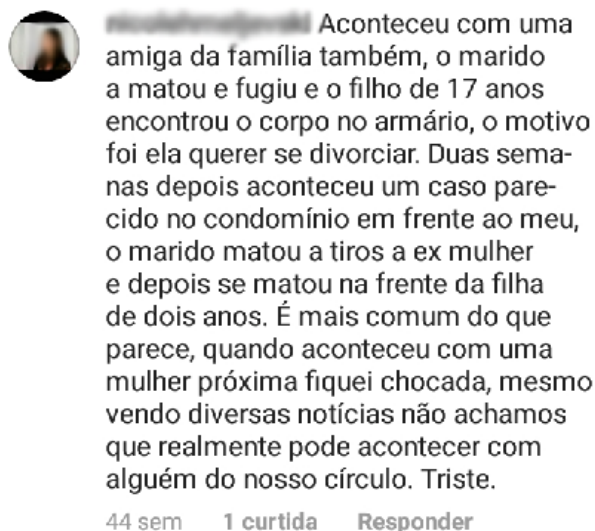 Aconteceu com uma
amiga da família também, o marido
a matou e fugiu e o filho de 17 anos
encontrou o corpo no armário, o motivo
foi ela querer se divorciar. Duas sema-
nas depois aconteceu um caso pare-
cido no condomínio em frente ao meu,
o marido matou a tiros a ex mulher
e depois se matou na frente da filha
de dois anos. É mais comum do que
parece, quando aconteceu com uma
mulher próxima fiquei chocada, mesmo
vendo diversas notícias não achamos
que realmente pode acontecer com
alguém do nosso círculo. Triste.
44 sem 1 curtida Responder